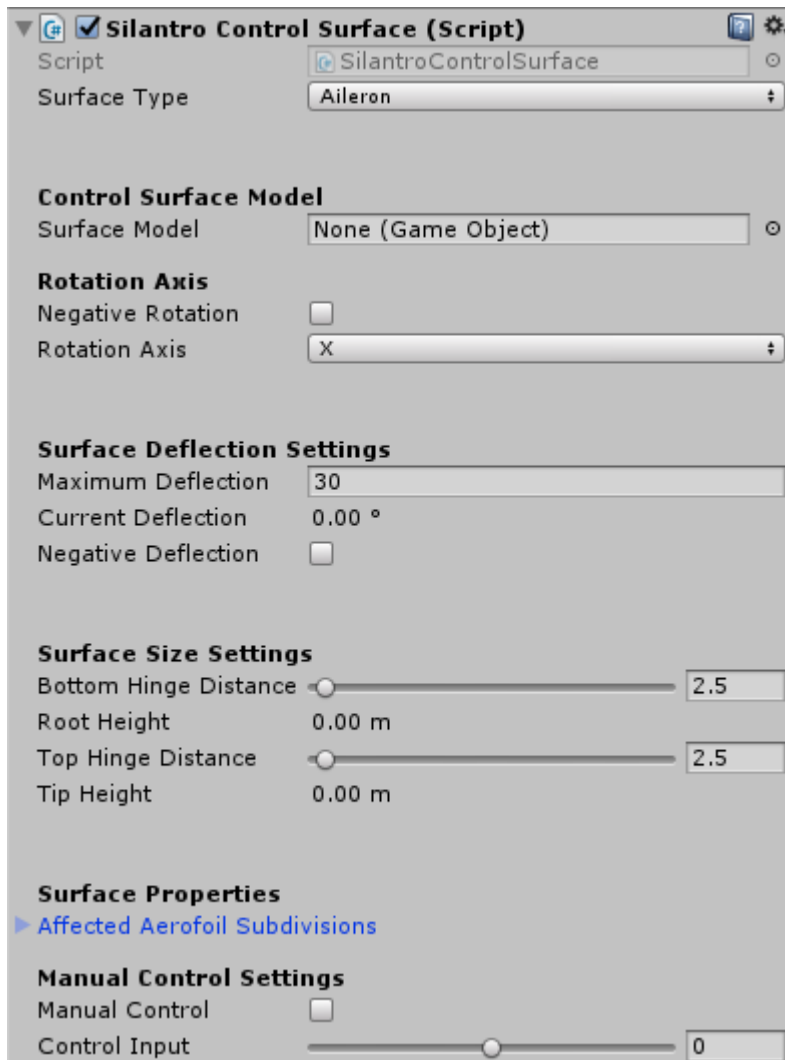 Silantro Control Surface (Script)
Script SilantroControlSurface
Surface Type Aileron
Control Surface Model
Surface Model None (Game Object)
Rotation Axis
Negative Rotation
Rotation Axis X
Surface Deflection Settings
Maximum Deflection 30
Current Deflection 0.00 °
Negative Deflection
Surface Size Settings
Bottom Hinge Distance 2.5
Root Height 0.00 m
Top Hinge Distance 2.5
Tip Height 0.00 m
Surface Properties
Affected Aerofoil Subdivisions
Manual Control Settings
Manual Control
Control Input 0